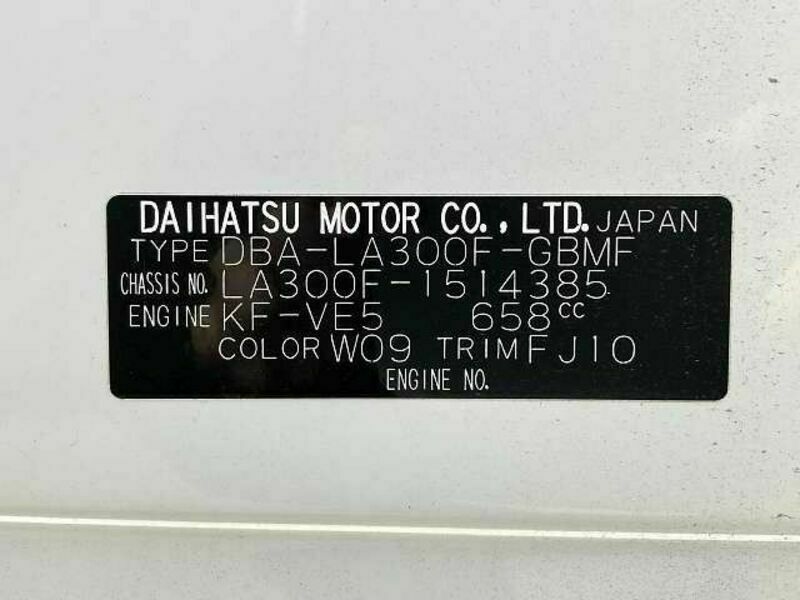 DAIHATSU MOTOR CO., LTD. JAPAN
TYPE DBA-LA300F-GBMF
CHASSIS NO. LA300F-1514385
ENGINE KF-VE5 658cc
COLOR W09 TRIM FJ10
ENGINE NO.